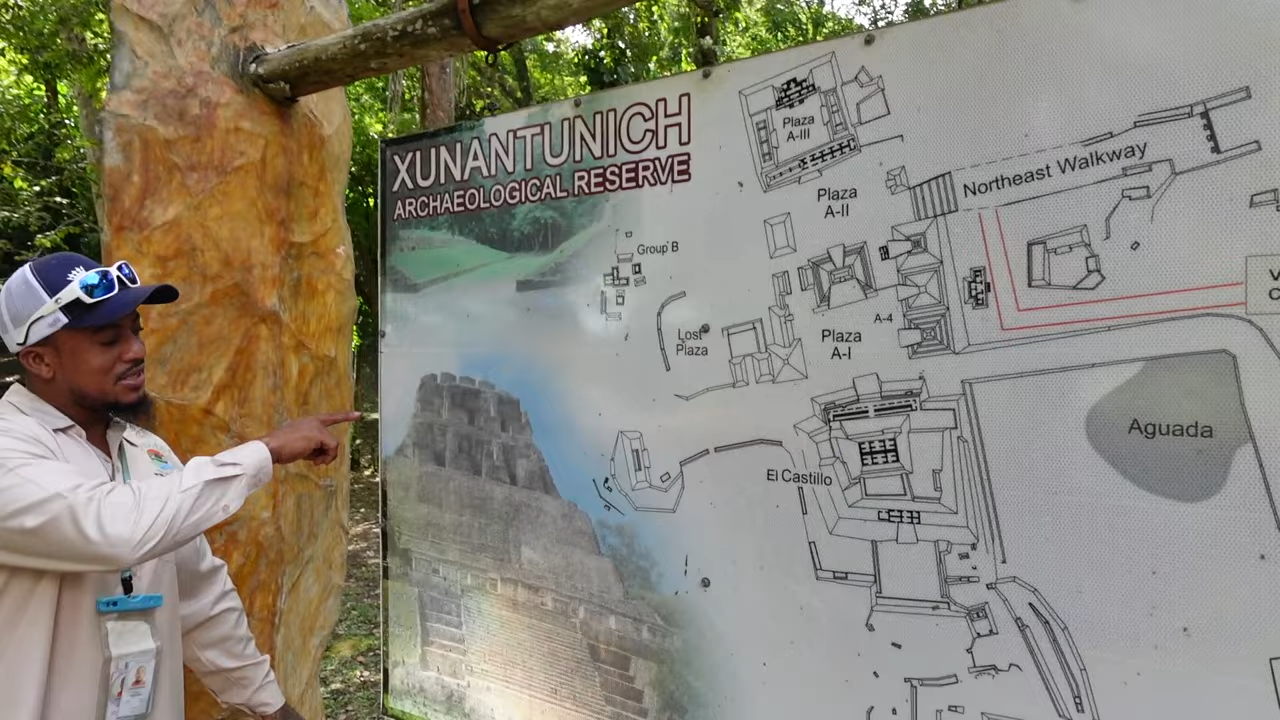 XUNANTUNICH
ARCHAEOLOGICAL RESERVE
Plaza
A-III
Plaza
A-II
Northeast Walkway
Group B
Lost
Plaza
A-4
Plaza
A-I
El Castillo
Aguada